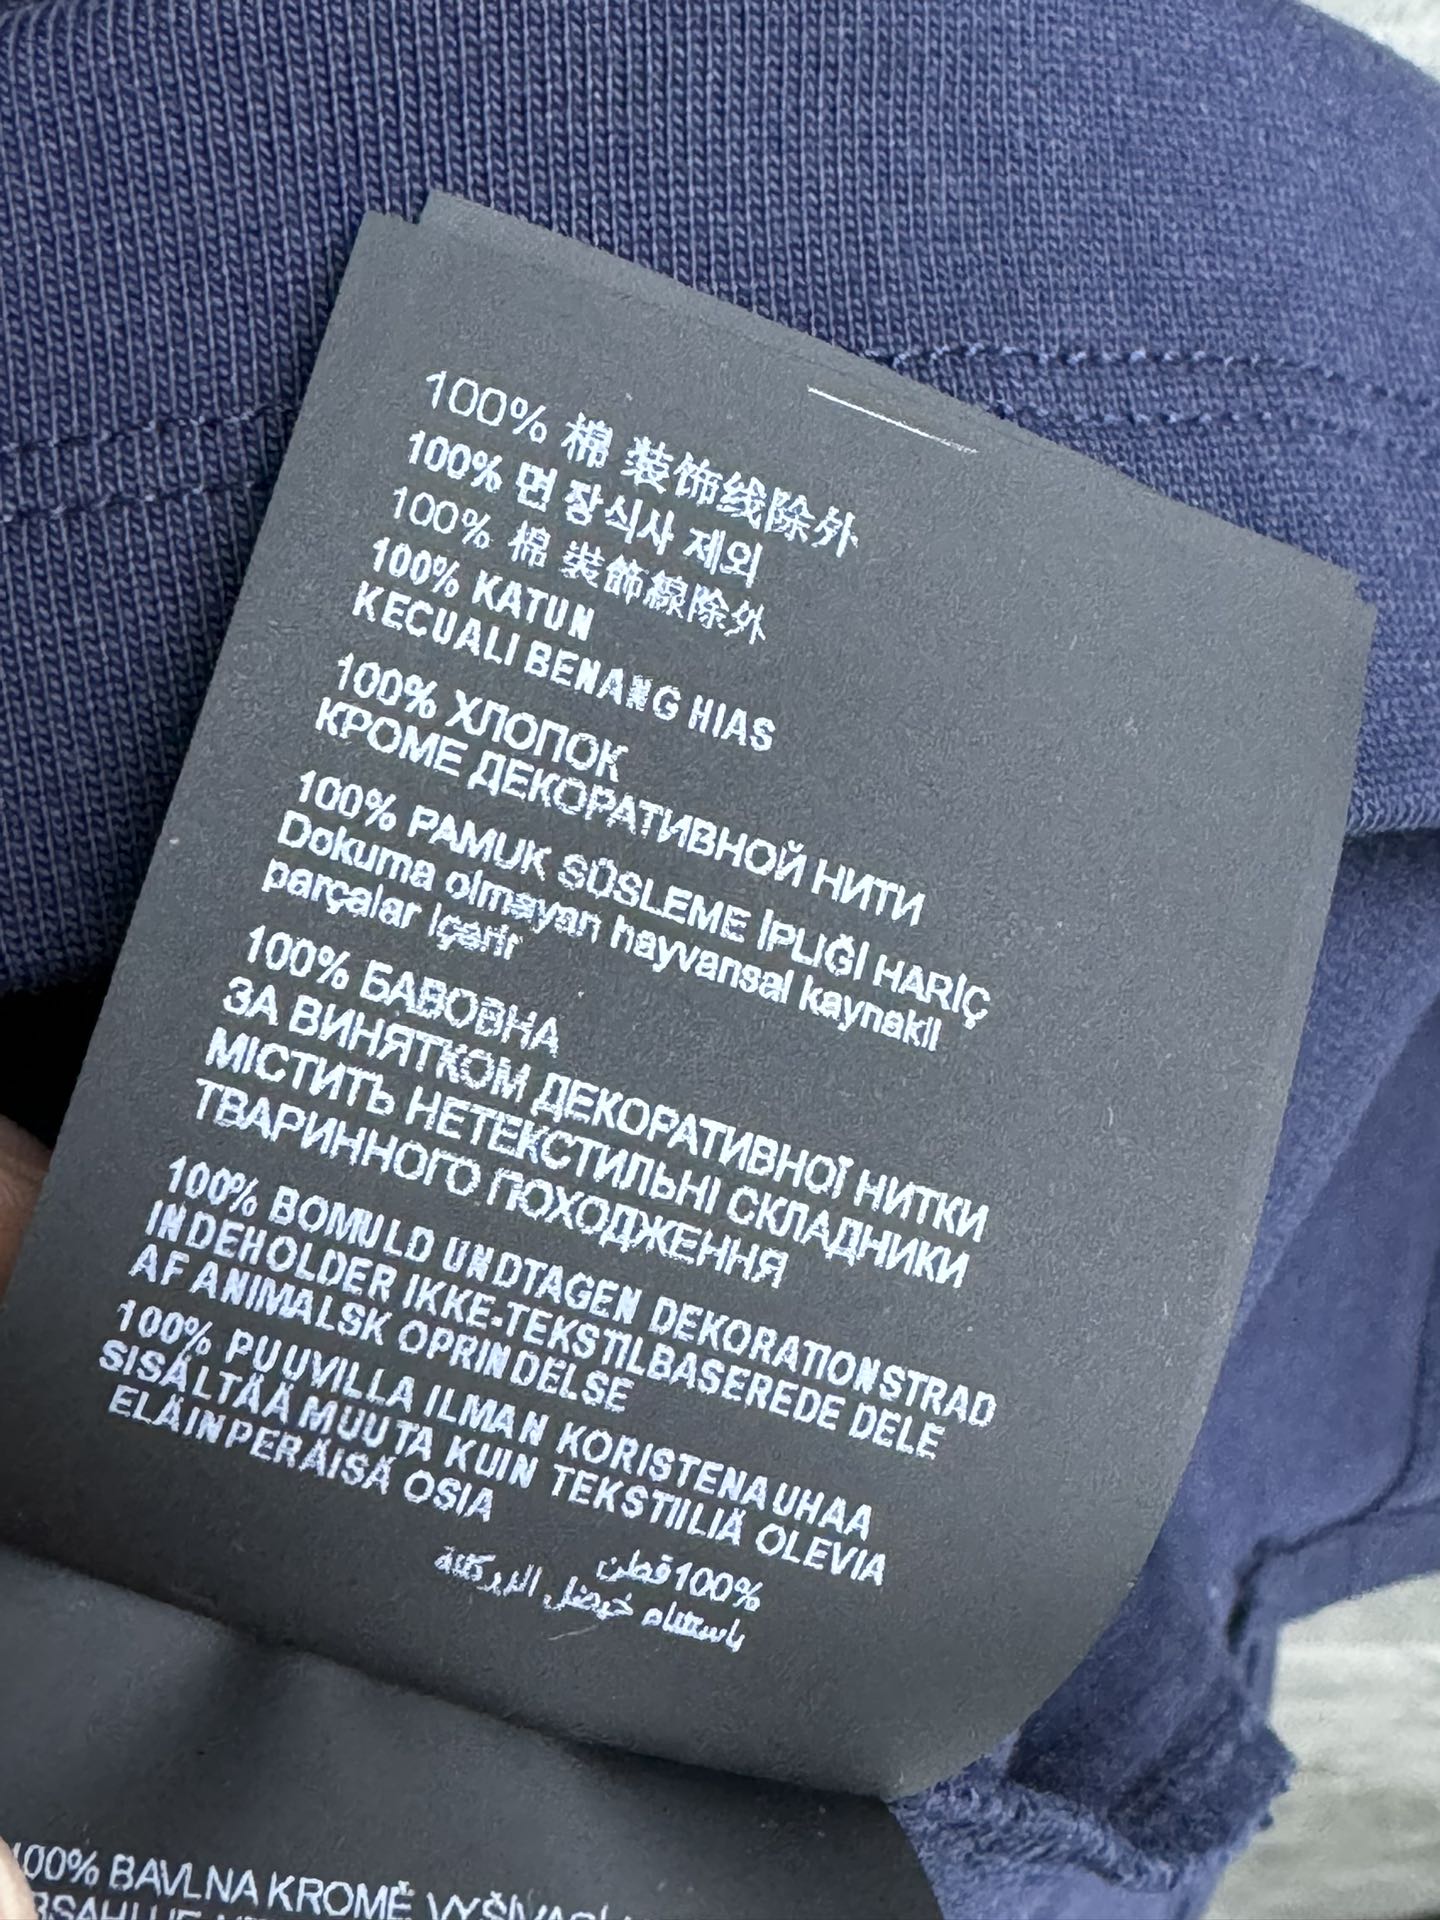 100% 棉 装饰线除外
100% 면 장식사 제외
100% 棉 裝飾線除外
100% KATUN
KECUALI BENANG HIAS
100% ХЛОПОК
КРОМЕ ДЕКОРАТИВНОЙ НИТИ
100% PAMUK SÜSLEME İPLIĞİ HARİÇ
Dokuma olmayan hayvansal kaynakil
parçalar içerir
100% БАВОВНА
ЗА ВИНЯТКОМ ДЕКОРАТИВНОЇ НИТКИ
МІСТИТЬ НЕТЕКСТИЛЬНІ СКЛАДНИКИ
ТВАРИННОГО ПОХОДЖЕННЯ
100% BOMULD UNDTAGEN DEKORATIONSTRAD
INDEHOLDER IKKE-TEKSTILBASEREDE DELE
AF ANIMALSK OPRINDELSE
100% PUUVILLA ILMAN KORISTENAUHAA
SISÄLTÄÄ MUUTA KUIN TEKSTIILIÄ OLEVIA
ELÄINPERÄISÄ OSIA
100% قطن
100% BAVLNA KROMĚ